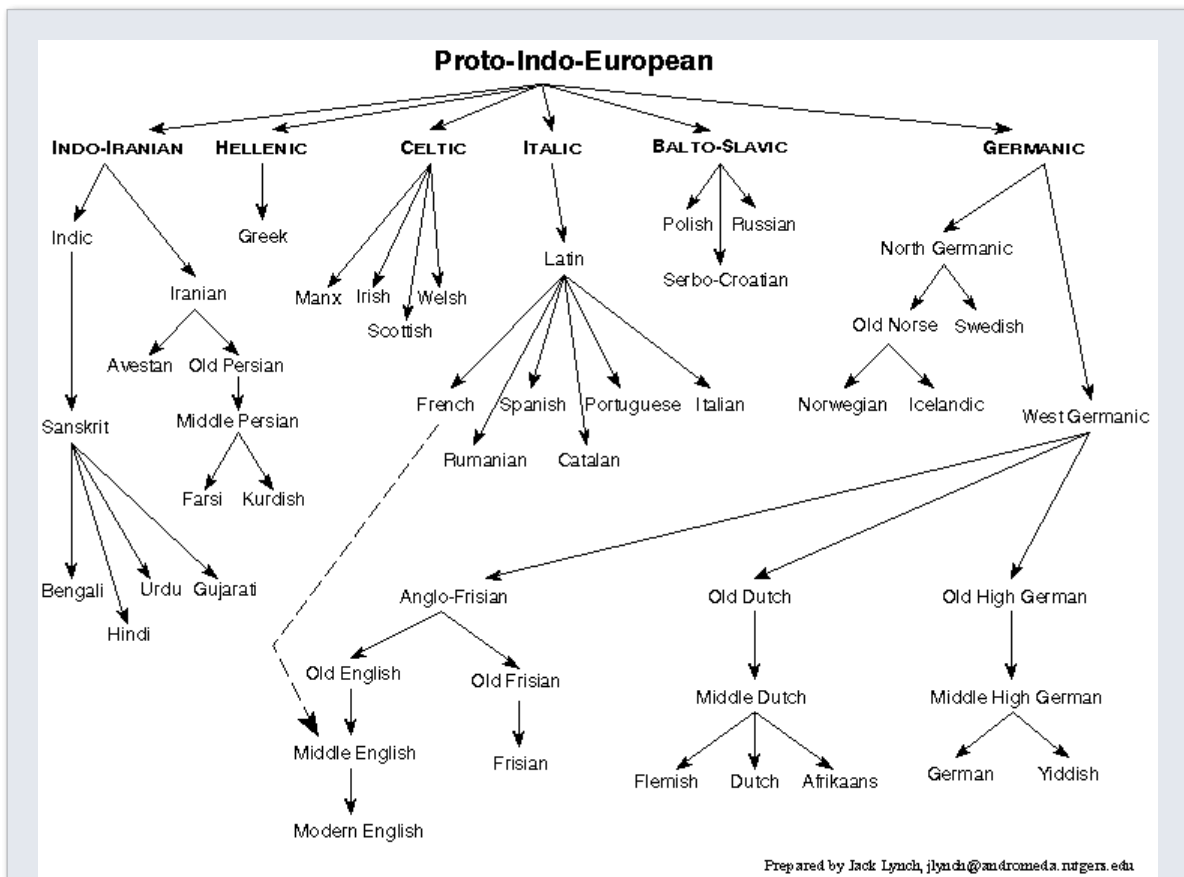 Proto-Indo-European
INDO-IRANIAN HELLENIC CELTIC ITALIC BALTO-SLAVIC GERMANIC
Indic Greek Polish Russian North Germanic
Latin Serbo-Croatian
Iranian Manx Irish Welsh
Scottish Old Norse Swedish
Avestan Old Persian
French Spanish Portuguese Italian Norwegian Icelandic
Sanskrit Middle Persian West Germanic
Rumanian Catalan
Farsi Kurdish
Bengali Urdu Gujarati Anglo-Frisian Old Dutch Old High German
Hindi
Old English Old Frisian
Middle Dutch Middle High German
Middle English Frisian
Flemish Dutch Afrikaans German Yiddish
Modern English
Prepared by Jack Lynch, jlynch@andromeda.rutgers.edu